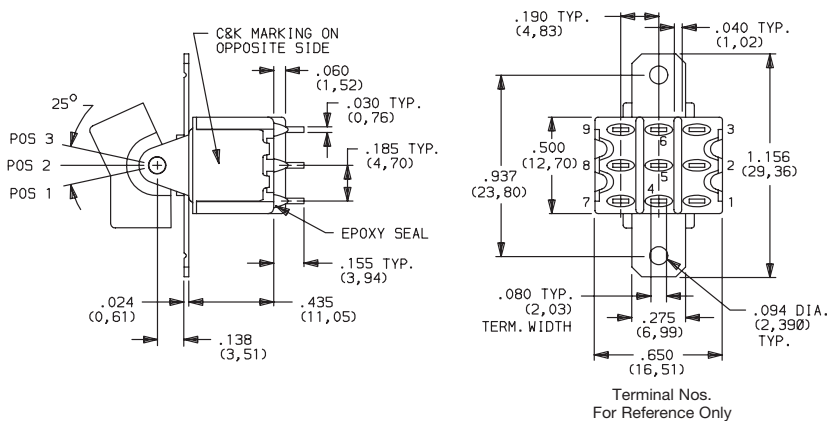 C&K MARKING ON
OPPOSITE SIDE
.060
(1,52)
.030 TYP.
(0,76)
25°
POS 3
POS 2
POS 1
.185 TYP.
(4,70)
EPOXY SEAL
.155 TYP.
(3,94)
.024
(0,61)
.435
(11,05)
.138
(3,51)
.190 TYP.
(4,83)
.040 TYP.
(1,02)
9
6
3
.500
(12,70)
8
5
2
1.156
(29,36)
.937
(23,80)
7
4
1
.080 TYP.
(2,03)
TERM. WIDTH
.275
(6,99)
.094 DIA.
(2,390)
TYP.
.650
(16,51)
Terminal Nos.
For Reference Only